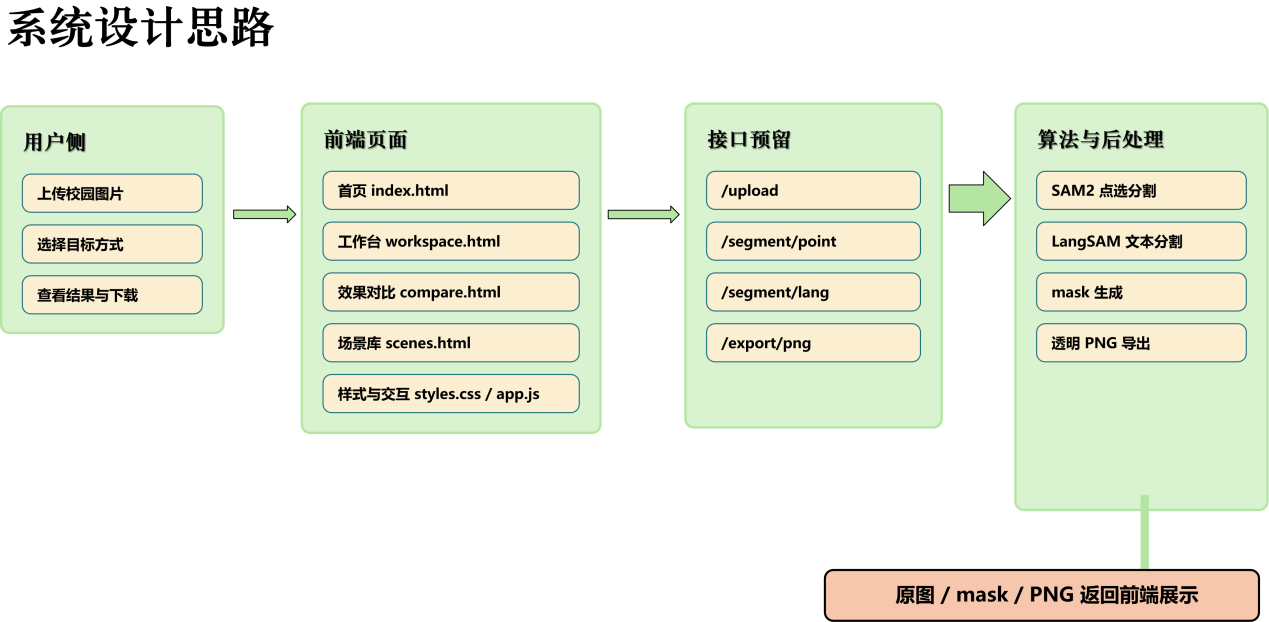 系统设计思路
用户侧
上传校园图片
选择目标方式
查看结果与下载
前端页面
首页 index.html
工作台 workspace.html
效果对比 compare.html
场景库 scenes.html
样式与交互 styles.css / app.js
接口预留
/upload
/segment/point
/segment/lang
/export/png
算法与后处理
SAM2 点选分割
LangSAM 文本分割
mask 生成
透明 PNG 导出
原图 / mask / PNG 返回前端展示